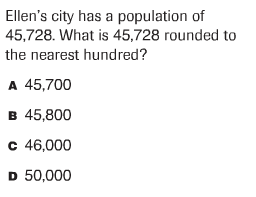 Ellen's city has a population of
45,728. What is 45,728 rounded to
the nearest hundred?
A 45,700
B 45,800
C 46,000
D 50,000